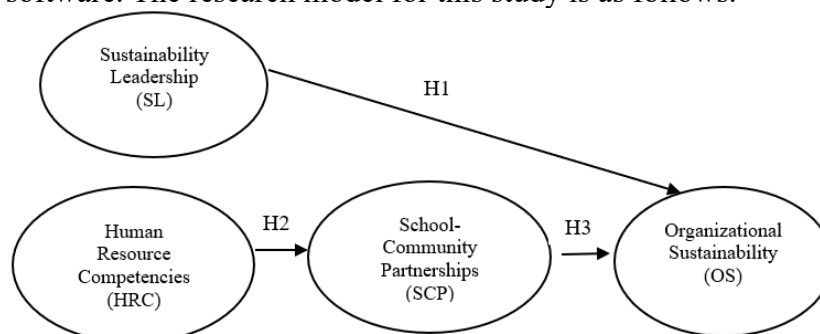 software. The research model for this study is as follows:
Sustainability
Leadership
(SL)
H1
Human
Resource
Competencies
(HRC)
H2
School-
Community
Partnerships
(SCP)
H3
Organizational
Sustainability
(OS)